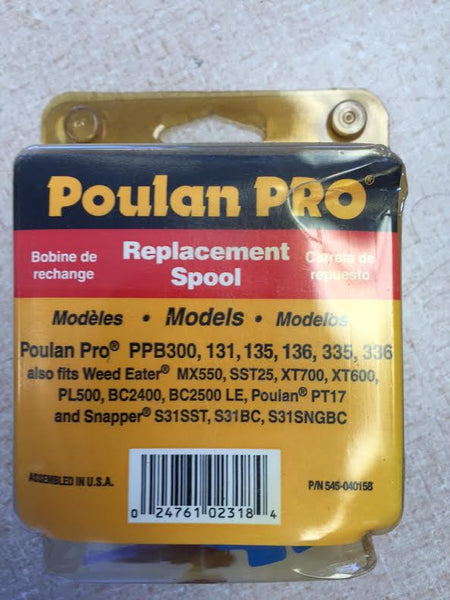 Poulan PRO®
Bobine de rechange
Replacement Spool
Carrete de repuesto
Modèles • Models • Modelos
Poulan Pro® PPB300, 131, 135, 136, 335, 336
also fits Weed Eater® MX550, SST25, XT700, XT600,
PL500, BC2400, BC2500 LE, Poulan® PT17
and Snapper® S31SST, S31BC, S31SNGBC
ASSEMBLED IN U.S.A.
P/N 545-040158
0 24761 02318 4